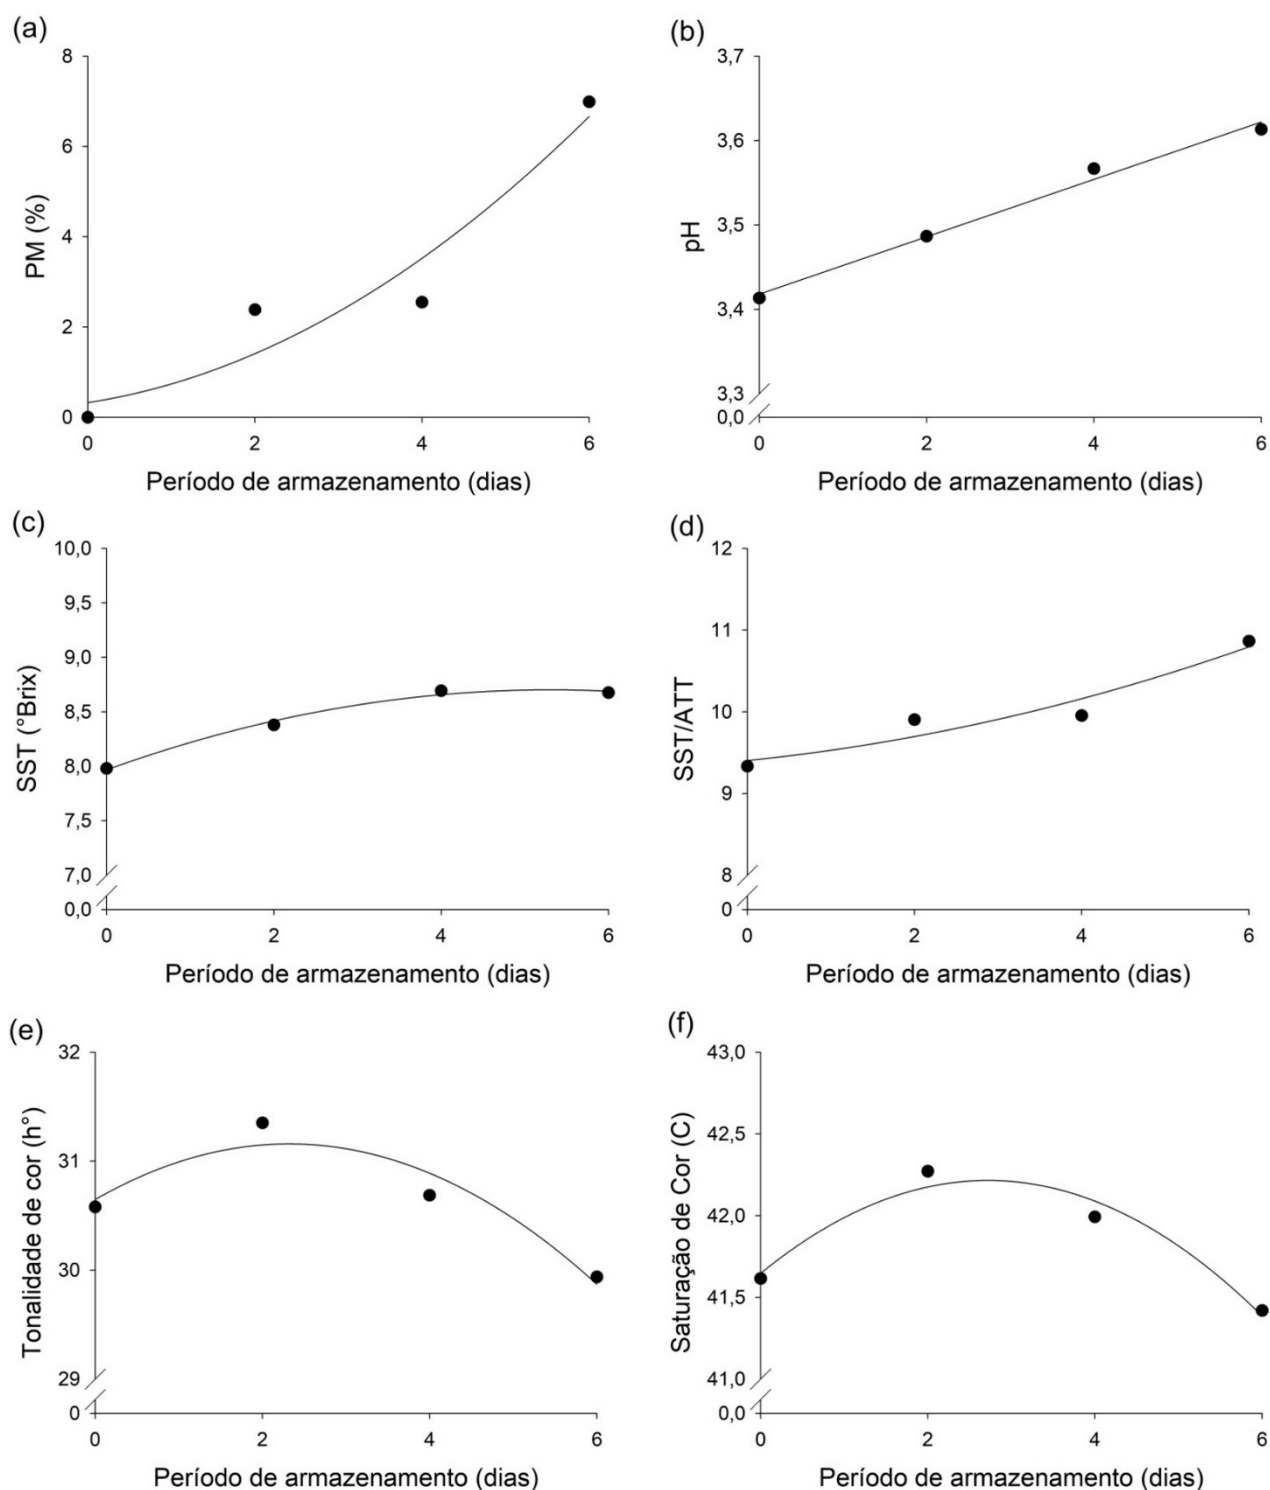 (a)
8
6
4
2
0
PM (%)
0 2 4 6
Período de armazenamento (dias)
(b)
3,7
3,6
3,5
3,4
3,3
0,0
pH
0 2 4 6
Período de armazenamento (dias)
(c)
10,0
9,5
9,0
8,5
8,0
7,5
7,0
0,0
SST (°Brix)
0 2 4 6
Período de armazenamento (dias)
(d)
12
11
10
9
8
0
SST/ATT
0 2 4 6
Período de armazenamento (dias)
(e)
32
31
30
29
0
Tonalidade de cor (h°)
0 2 4 6
Período de armazenamento (dias)
(f)
43,0
42,5
42,0
41,5
41,0
0,0
Saturação de Cor (C)
0 2 4 6
Período de armazenamento (dias)